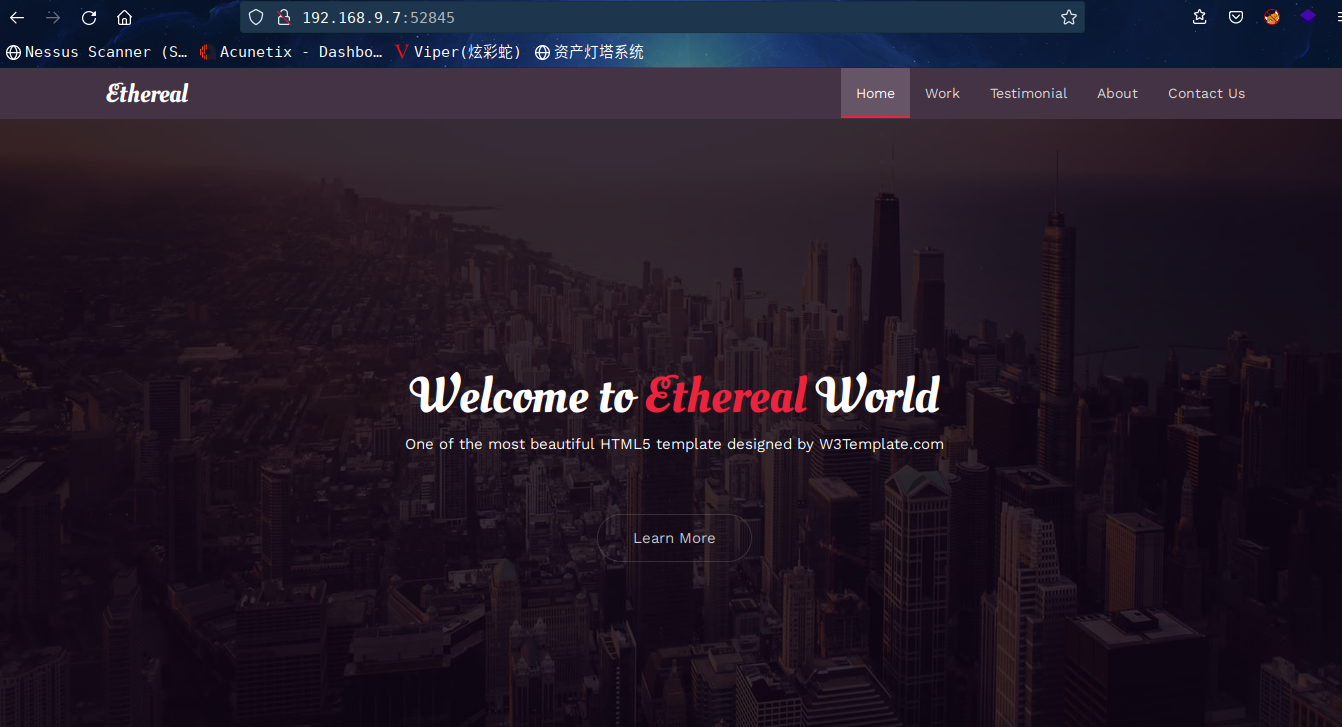 192.168.9.7:52845
Nessus Scanner (S… Acunetix - Dashbo… Viper(炫彩蛇) 资产灯塔系统
Ethereal Home Work Testimonial About Contact Us
Welcome to Ethereal World
One of the most beautiful HTML5 template designed by W3Template.com
Learn More